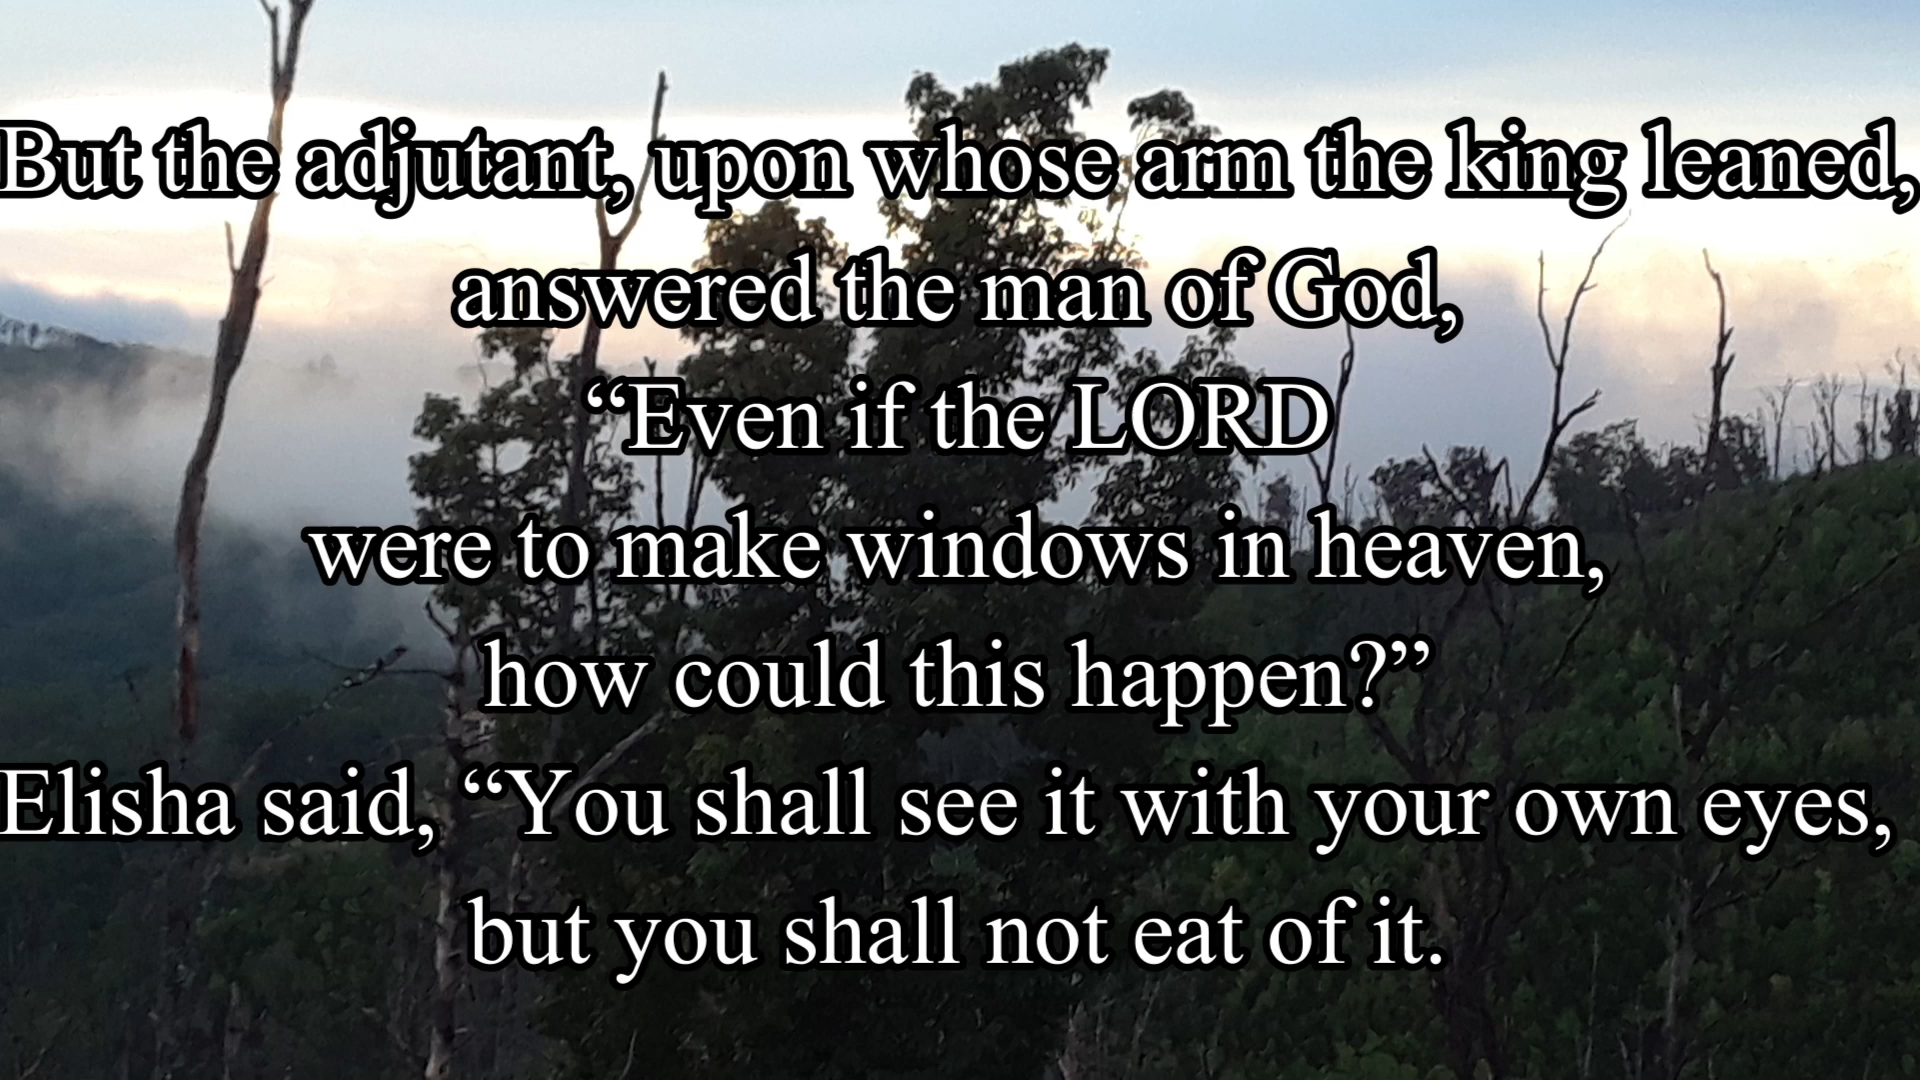 But the adjutant, upon whose arm the king leaned,
answered the man of God,
“Even if the LORD
were to make windows in heaven,
how could this happen?”
Elisha said, “You shall see it with your own eyes,
but you shall not eat of it.